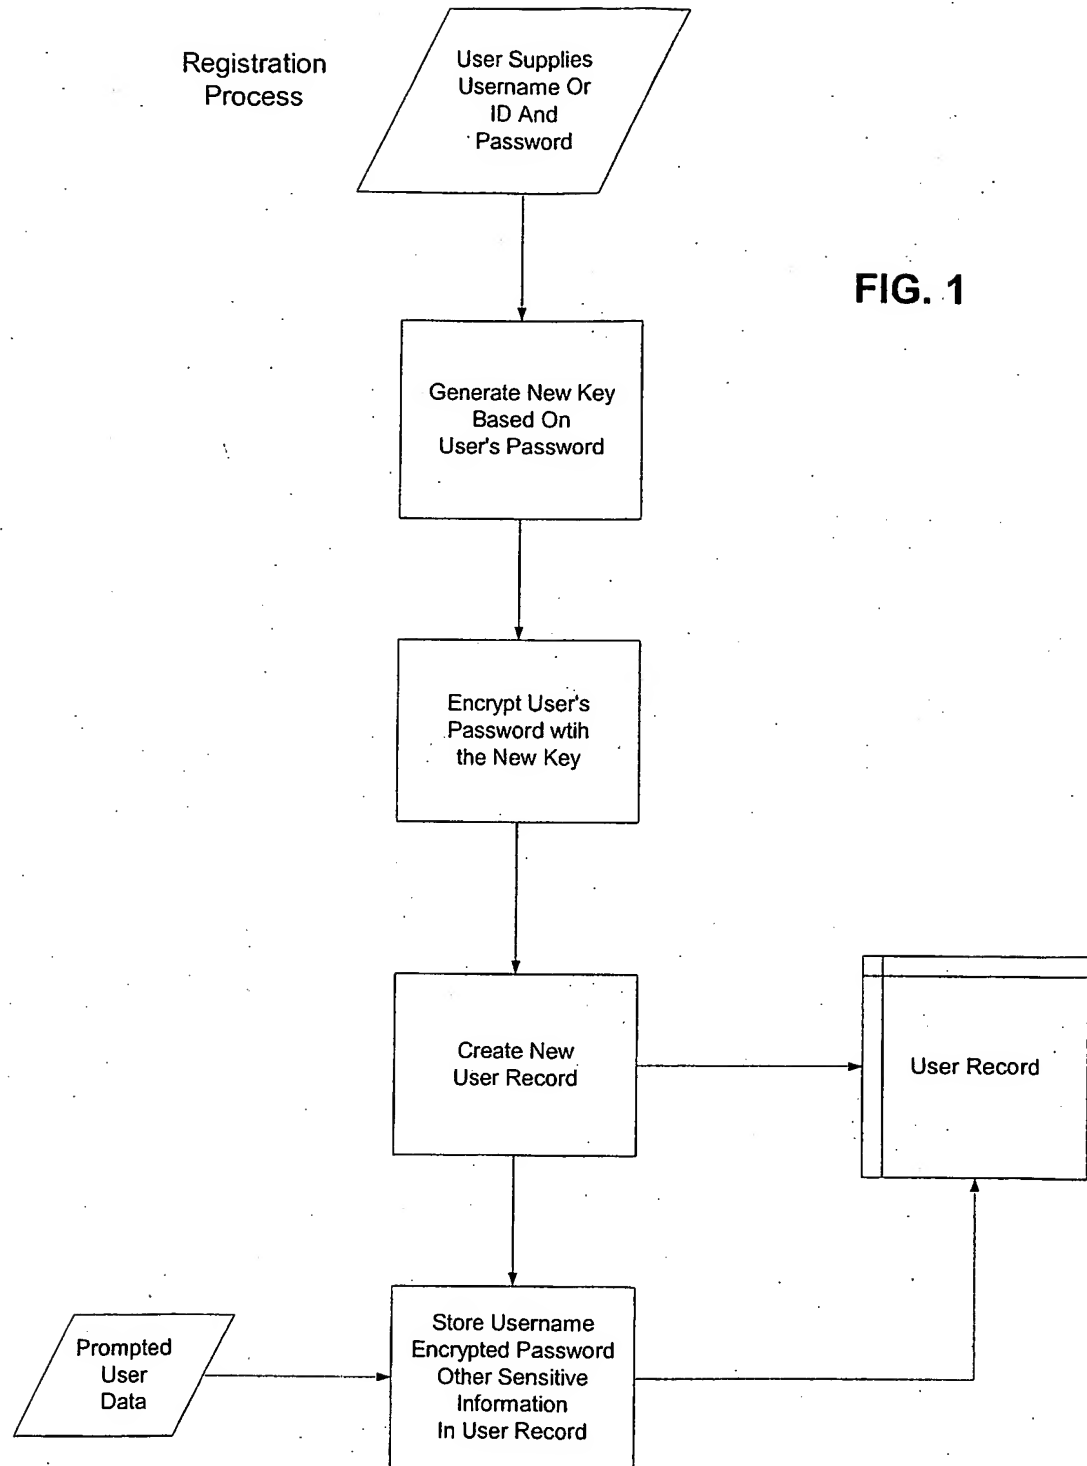 Registration
Process
User Supplies
Username Or
ID And
Password
FIG. 1
Generate New Key
Based On
User's Password
Encrypt User's
Password wtih
the New Key
Create New
User Record
User Record
Prompted
User
Data
Store Username
Encrypted Password
Other Sensitive
Information
In User Record